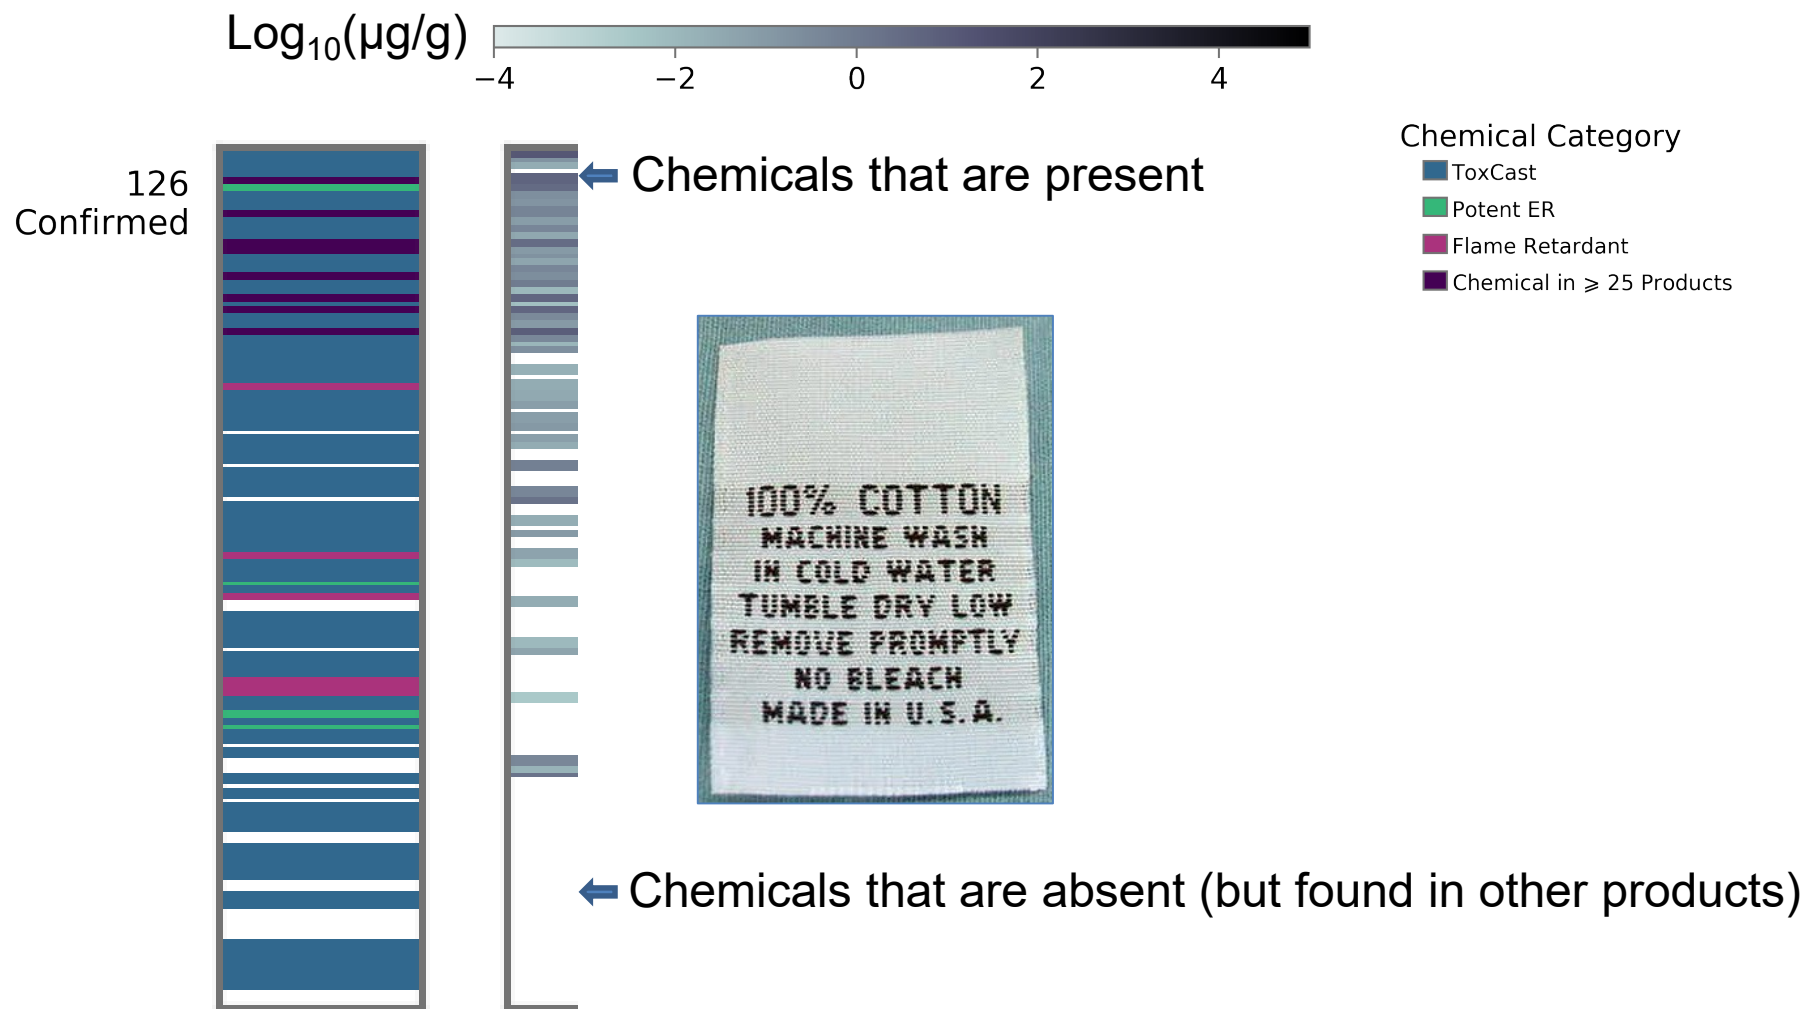 Log₁₀(µg/g)
−4 −2 0 2 4
Chemical Category
ToxCast
Potent ER
Flame Retardant
Chemical in ⩾ 25 Products
126
Confirmed
Chemicals that are present
100% COTTON
MACHINE WASH
IN COLD WATER
TUMBLE DRY LOW
REMOVE PROMPTLY
NO BLEACH
MADE IN U.S.A.
Chemicals that are absent (but found in other products)